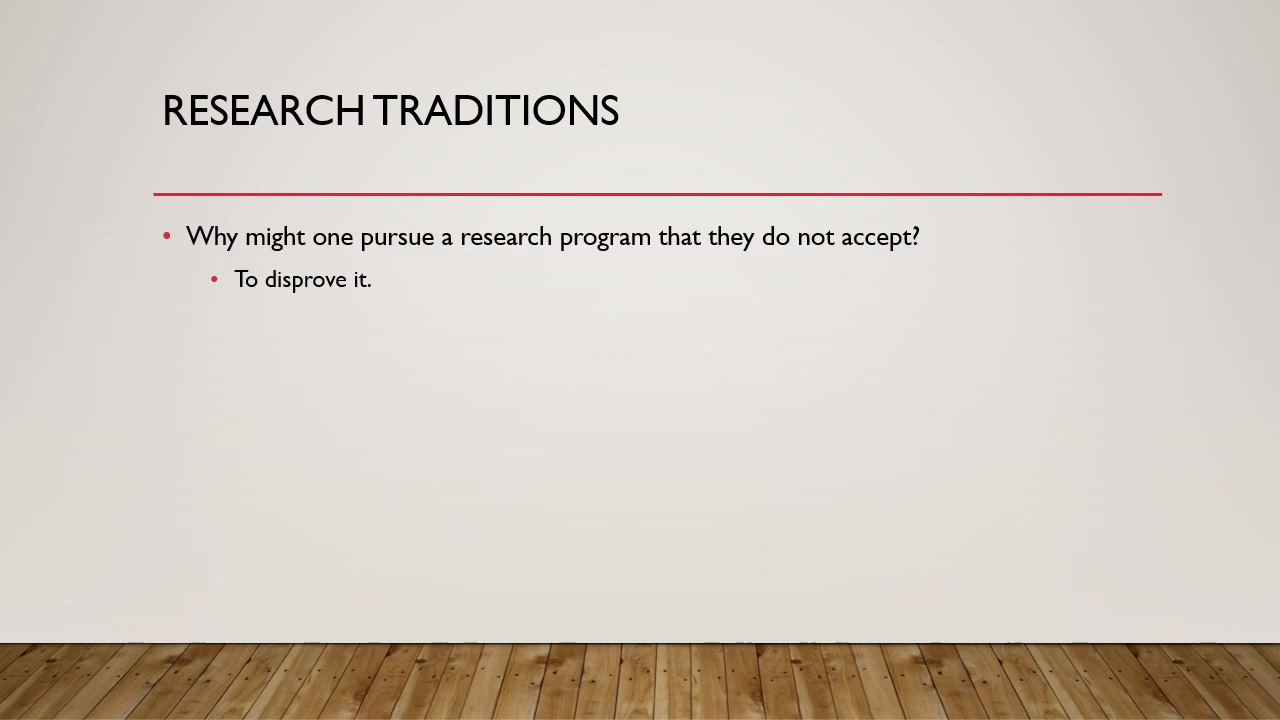 RESEARCH TRADITIONS
• Why might one pursue a research program that they do not accept?
• To disprove it.